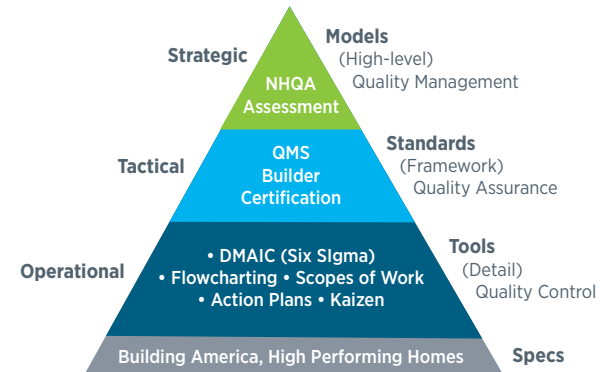 Strategic
Models
(High-level)
Quality Management
NHQA
Assessment
Tactical
Standards
(Framework)
Quality Assurance
QMS
Builder
Certification
Operational
Tools
(Detail)
Quality Control
• DMAIC (Six SIgma)
• Flowcharting • Scopes of Work
• Action Plans • Kaizen
Building America, High Performing Homes
Specs